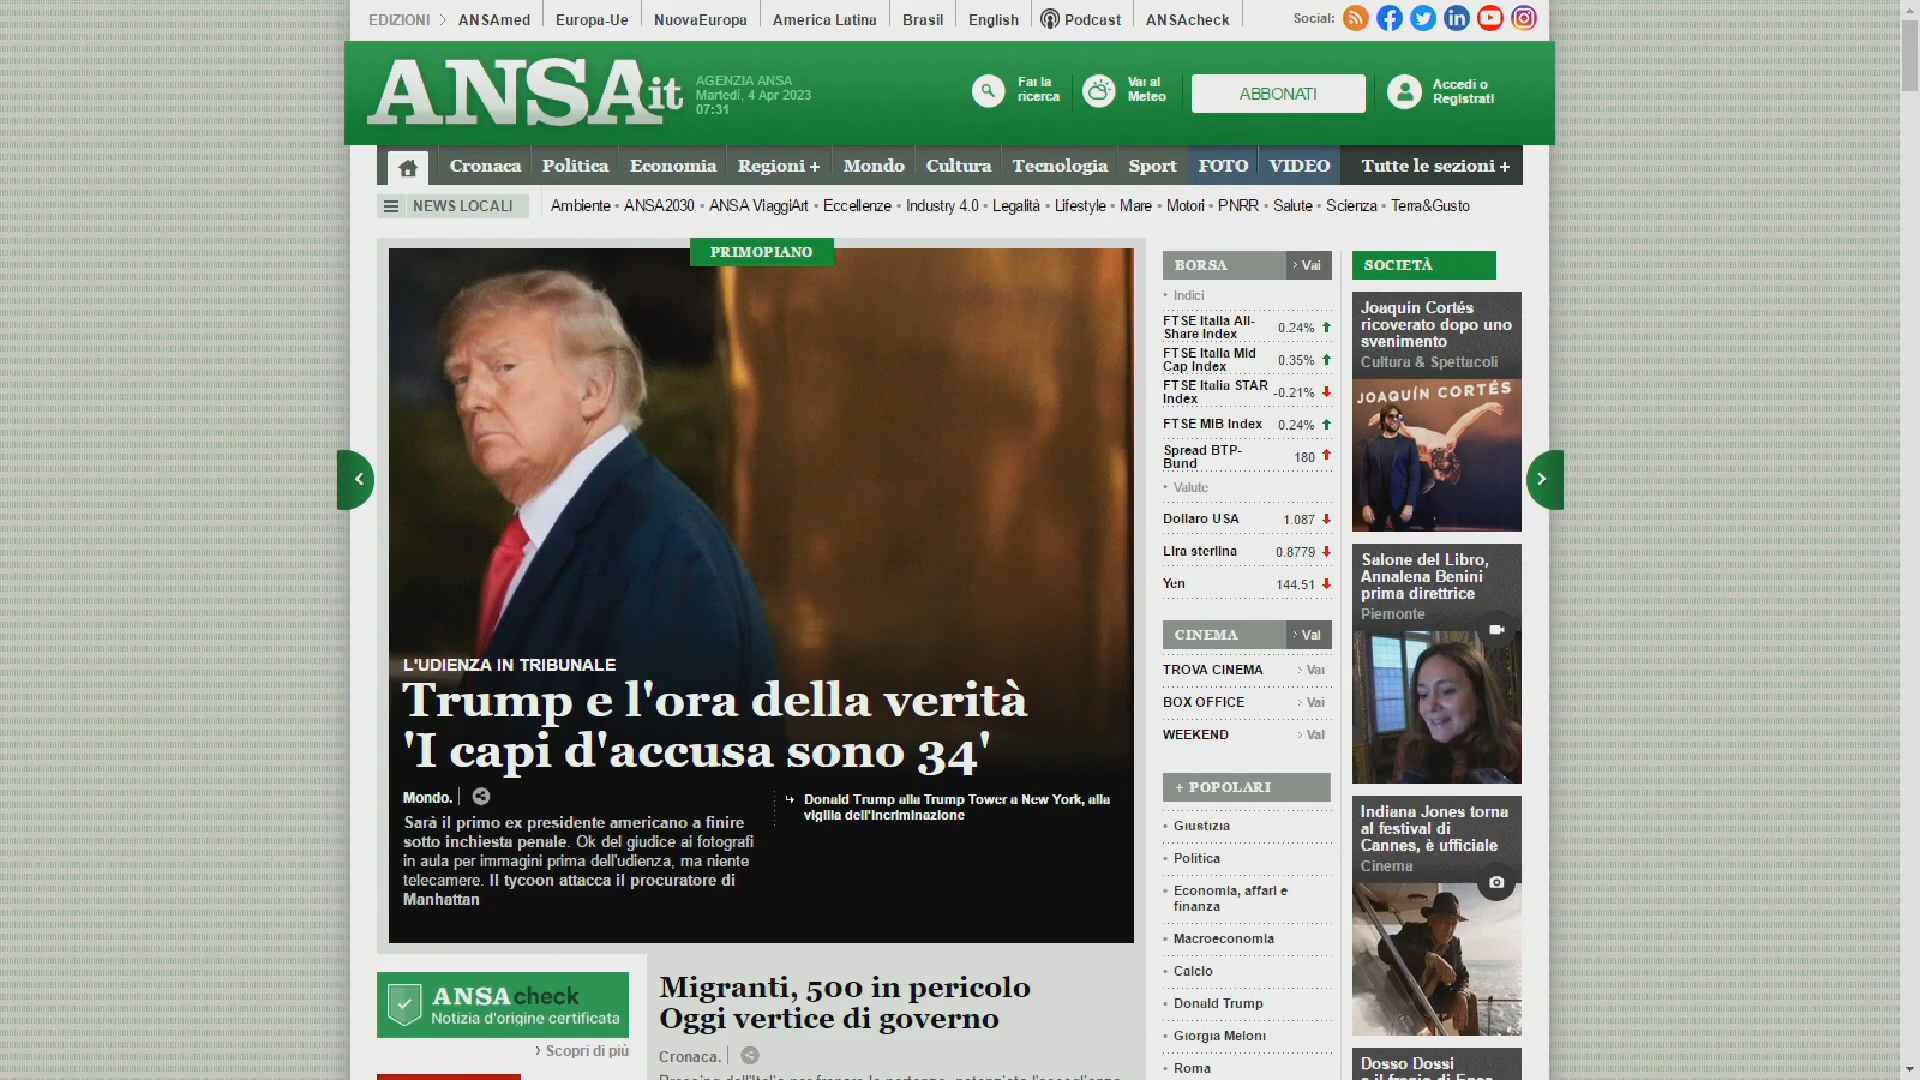 EDIZIONI
ANSAmed
Europa-Ue
NuovaEuropa
America Latina
Brasil
English
Podcast
ANSAcheck
Social:
ANSAit
AGENZIA ANSA
Martedì, 4 Apr 2023
07:31
Fai la
ricerca
Vai al
Meteo
ABBONATI
Accedi o
Registrati
Cronaca
Politica
Economia
Regioni +
Mondo
Cultura
Tecnologia
Sport
FOTO
VIDEO
Tutte le sezioni +
NEWS LOCALI
Ambiente • ANSA2030 • ANSA ViaggiArt • Eccellenze • Industry 4.0 • Legalità • Lifestyle • Mare • Motori • PNRR • Salute • Scienza • Terra&Gusto
PRIMOPIANO
L'UDIENZA IN TRIBUNALE
Trump e l'ora della verità
'I capi d'accusa sono 34'
Mondo.
Sarà il primo ex presidente americano a finire
sotto inchiesta penale. Ok del giudice ai fotografi
in aula per immagini prima dell'udienza, ma niente
telecamere. Il tycoon attacca il procuratore di
Manhattan
Donald Trump alla Trump Tower a New York, alla
vigilia dell'incriminazione
ANSAcheck
Notizia d'origine certificata
Scopri di più
Migranti, 500 in pericolo
Oggi vertice di governo
Cronaca.
BORSA
Vai
Indici
FTSE Italia All-
Share Index 0.24%
FTSE Italia Mid
Cap Index 0.35%
FTSE Italia STAR
Index -0.21%
FTSE MIB Index 0.24%
Spread BTP-
Bund 180
Valute
Dollaro USA 1.087
Lira sterlina 0.8779
Yen 144.51
CINEMA
Vai
TROVA CINEMA Vai
BOX OFFICE Vai
WEEKEND Vai
+ POPOLARI
Giustizia
Politica
Economia, affari e
finanza
Macroeconomia
Calcio
Donald Trump
Giorgia Meloni
Roma
SOCIETÀ
Joaquín Cortés
ricoverato dopo uno
svenimento
Cultura & Spettacoli
JOAQUÍN CORTÉS
Salone del Libro,
Annalena Benini
prima direttrice
Piemonte
Indiana Jones torna
al festival di
Cannes, è ufficiale
Cinema
Dosso Dossi